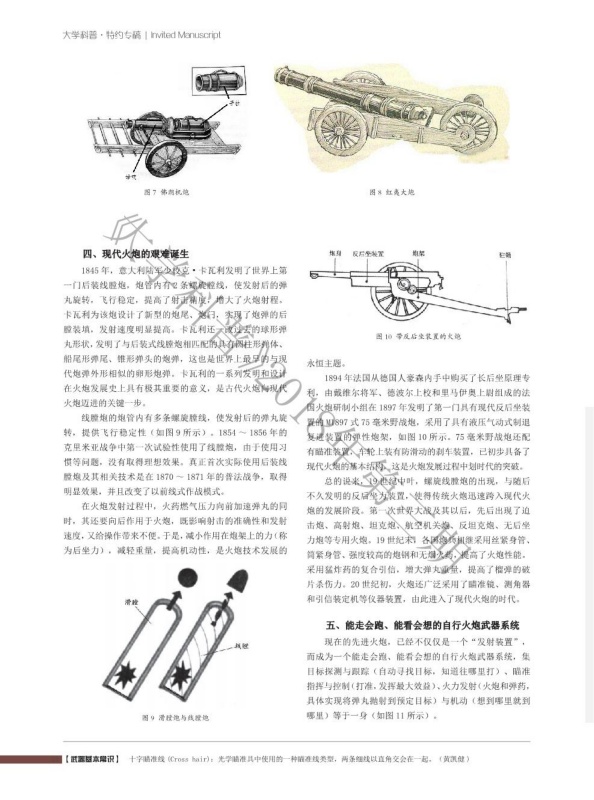 大学科普·特约专稿 | Invited Manuscript
子铳
母铳
图 7 佛朗机炮
图 8 红夷大炮
四、现代火炮的艰难诞生
1845 年，意大利陆军少校克·卡瓦利发明了世界上第
一门后装线膛炮。炮管内有 2 条螺旋膛线，使发射后的弹
丸旋转，飞行稳定，提高了射击精度，增大了火炮射程。
卡瓦利为该炮设计了新型的炮尾、炮闩，实现了炮弹的后
膛装填，发射速度明显提高。卡瓦利还一改过去的球形弹
丸形状，发明了与后装式线膛炮相匹配的具有圆柱形弹体、
船尾形弹尾、锥形弹头的炮弹，这也是世界上最早的与现
代炮弹外形相似的卵形炮弹。卡瓦利的一系列发明和设计
在火炮发展史上具有极其重要的意义，是古代火炮向现代
火炮迈进的关键一步。
线膛炮的炮管内有多条螺旋膛线，使发射后的弹丸旋
转，提供飞行稳定性（如图 9 所示）。1854 ～ 1856 年的
克里米亚战争中第一次试验性使用了线膛炮，由于使用习
惯等问题，没有取得理想效果。真正首次实际使用后装线
膛炮及其相关技术是在 1870 ～ 1871 年的普法战争，取得
明显效果，并且改变了以前线式作战模式。
在火炮发射过程中，火药燃气压力向前加速弹丸的同
时，其还要向后作用于火炮，既影响射击的准确性和发射
速度，又给操作带来不便。于是，减小作用在炮架上的力（称
为后坐力），减轻重量，提高机动性，是火炮技术发展的
滑膛
线膛
图 9 滑膛炮与线膛炮
炮身 反后坐装置 炮架 驻锄
图 10 带反后坐装置的火炮
永恒主题。
1894 年法国从德国人豪森内手中购买了长后坐原理专
利，由戴维尔将军、德波尔上校和里马伊奥上尉组成的法
国火炮研制小组在 1897 年发明了第一门具有现代反后坐装
置的 M1897 式 75 毫米野战炮，采用了具有液压气动式制退
复进装置的弹性炮架，如图 10 所示。75 毫米野战炮还配
有瞄准装置、车轮上装有防滑动的刹车装置，已初步具备了
现代火炮的基本结构，这是火炮发展过程中划时代的突破。
总的说来，19 世纪中叶，螺旋线膛炮的出现，与随后
不久发明的反后坐力装置，使得传统火炮迅速跨入现代火
炮的发展阶段。第一次世界大战及其以后，先后出现了迫
击炮、高射炮、坦克炮、航空机关炮、反坦克炮、无后坐
力炮等专用火炮。19 世纪末，各国炮身相继采用丝紧身管、
筒紧身管、强度较高的炮钢和无烟火药，提高了火炮性能。
采用猛炸药的复合引信，增大弹丸重量，提高了榴弹的破
片杀伤力。20 世纪初，火炮还广泛采用了瞄准镜、测角器
和引信装定机等仪器装置，由此进入了现代火炮的时代。
五、能走会跑、能看会想的自行火炮武器系统
现在的先进火炮，已经不仅仅是一个“发射装置”，
而成为一个能走会跑、能看会想的自行火炮武器系统，集
目标探测与跟踪（自动寻找目标，知道往哪里打）、瞄准
指挥与控制（打准，发挥最大效益）、火力发射（火炮和弹药，
具体实现将弹丸抛射到预定目标）与机动（想到哪里就到
哪里）等于一身（如图 11 所示）。
【武器基本常识】 十字瞄准线（Cross hair）：光学瞄准具中使用的一种瞄准线类型，两条细线以直角交会在一起。（黄凯健）